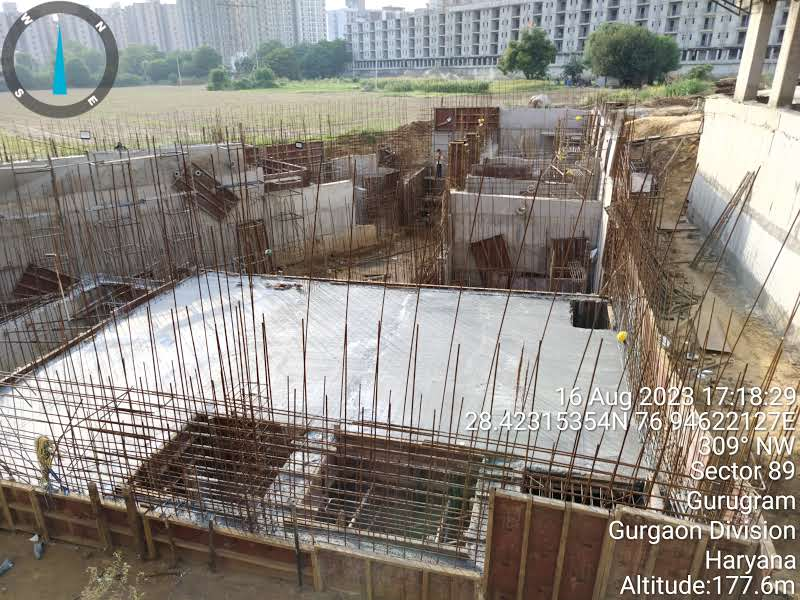 N
E
S
W
16 Aug 2023 17:18:29
28.42315354N 76.94622127E
309° NW
Sector 89
Gurugram
Gurgaon Division
Haryana
Altitude:177.6m